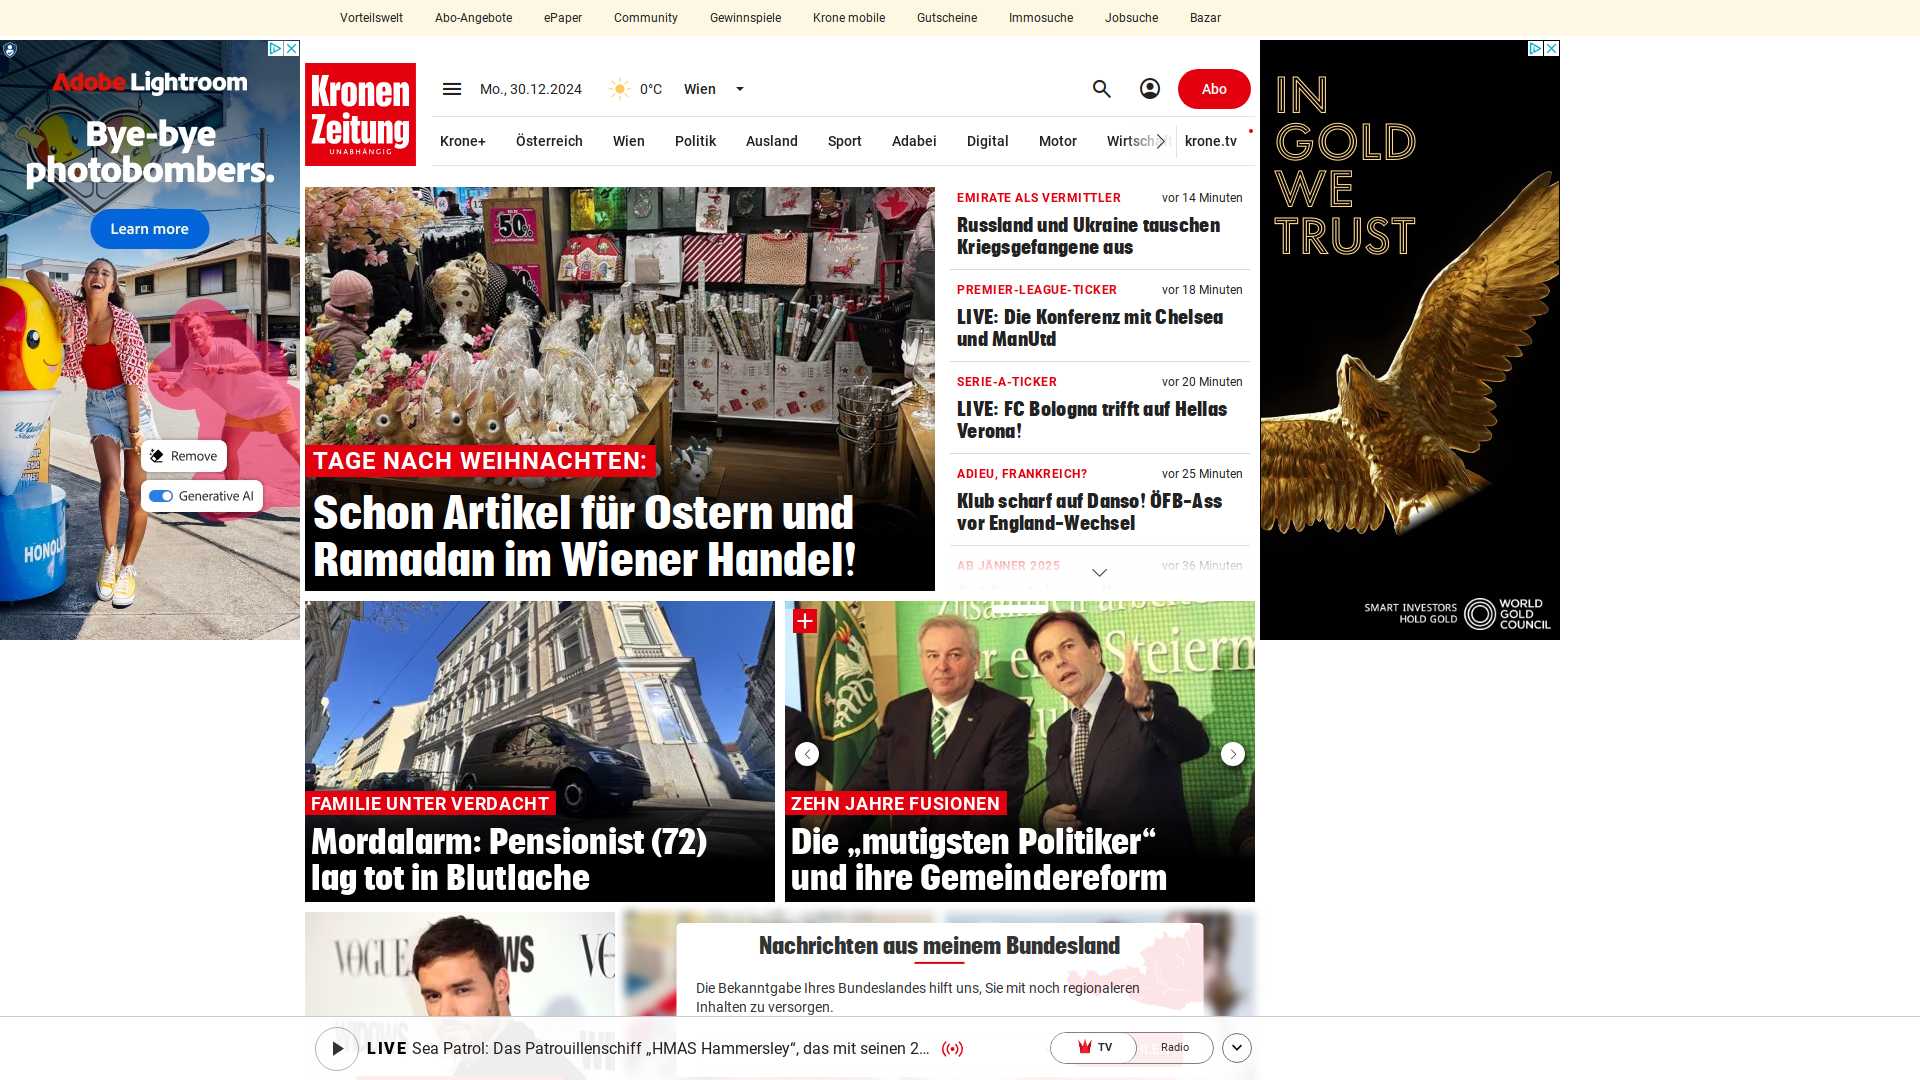 Vorteilswelt
Abo-Angebote
ePaper
Community
Gewinnspiele
Krone mobile
Gutscheine
Immosuche
Jobsuche
Bazar
Adobe Lightroom
Bye-bye
photobombers.
Learn more
Remove
Generative AI
HONOL
Kronen
Zeitung
UNABHÄNGIG
Mo., 30.12.2024
0°C
Wien
Abo
Krone+
Österreich
Wien
Politik
Ausland
Sport
Adabei
Digital
Motor
Wirtschaft
krone.tv
50%
TAGE NACH WEIHNACHTEN:
Schon Artikel für Ostern und
Ramadan im Wiener Handel!
EMIRATE ALS VERMITTLER
vor 14 Minuten
Russland und Ukraine tauschen
Kriegsgefangene aus
PREMIER-LEAGUE-TICKER
vor 18 Minuten
LIVE: Die Konferenz mit Chelsea
und ManUtd
SERIE-A-TICKER
vor 20 Minuten
LIVE: FC Bologna trifft auf Hellas
Verona!
ADIEU, FRANKREICH?
vor 25 Minuten
Klub scharf auf Danso! ÖFB-Ass
vor England-Wechsel
AB JÄNNER 2025
vor 36 Minuten
IN
GOLD
WE
TRUST
SMART INVESTORS
HOLD GOLD
WORLD
GOLD
COUNCIL
FAMILIE UNTER VERDACHT
Mordalarm: Pensionist (72)
lag tot in Blutlache
Steierm
ZEHN JAHRE FUSIONEN
Die „mutigsten Politiker“
und ihre Gemeindereform
VOGUE
Nachrichten aus meinem Bundesland
Die Bekanntgabe Ihres Bundeslandes hilft uns, Sie mit noch regionaleren
Inhalten zu versorgen.
LIVE Sea Patrol: Das Patrouillenschiff „HMAS Hammersley“, das mit seinen 2...
TV
Radio